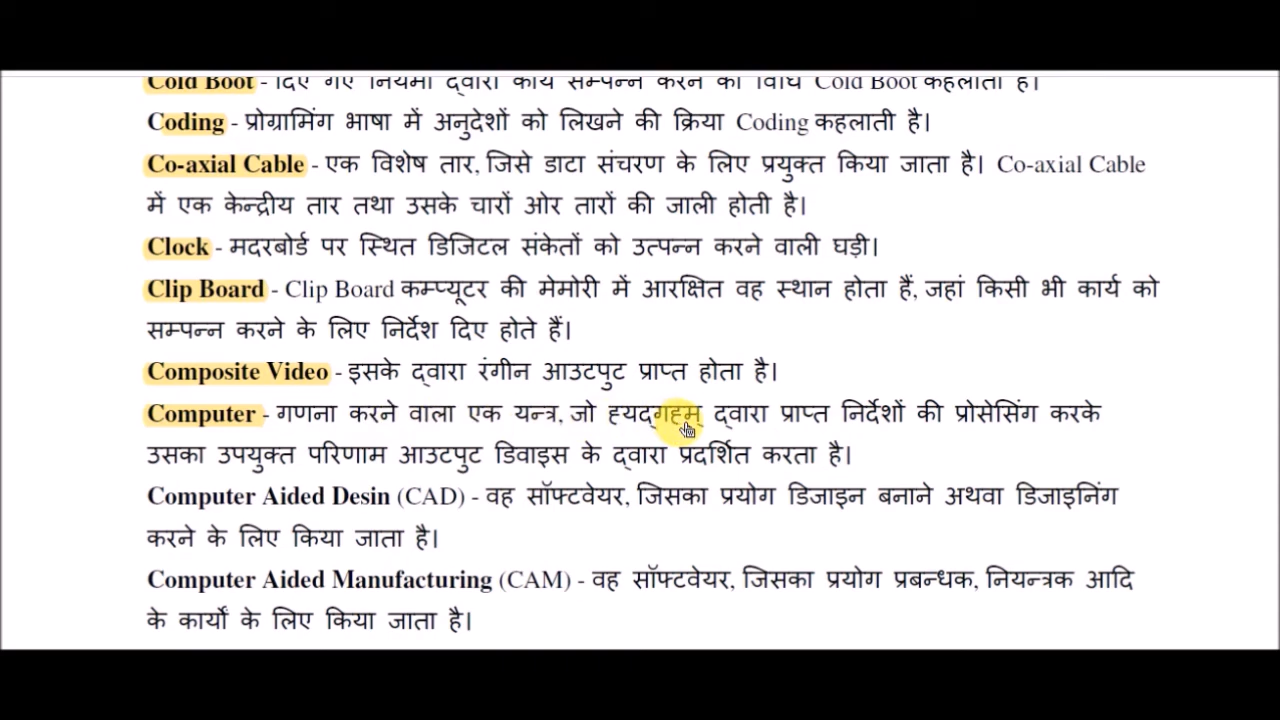 Cold Boot - दिए गए नियमों द्वारा कार्य सम्पन्न करने की विधि Cold Boot कहलाती है।
Coding - प्रोग्रामिंग भाषा में अनुदेशों को लिखने की क्रिया Coding कहलाती है।
Co-axial Cable - एक विशेष तार, जिसे डाटा संचरण के लिए प्रयुक्त किया जाता है। Co-axial Cable
में एक केन्द्रीय तार तथा उसके चारों ओर तारों की जाली होती है।
Clock - मदरबोर्ड पर स्थित डिजिटल संकेतों को उत्पन्न करने वाली घड़ी।
Clip Board - Clip Board कम्प्यूटर की मेमोरी में आरक्षित वह स्थान होता हैं, जहां किसी भी कार्य को
सम्पन्न करने के लिए निर्देश दिए होते हैं।
Composite Video - इसके द्वारा रंगीन आउटपुट प्राप्त होता है।
Computer - गणना करने वाला एक यन्त्र, जो द्वारा प्राप्त निर्देशों की प्रोसेसिंग करके
उसका उपयुक्त परिणाम आउटपुट डिवाइस के द्वारा प्रदर्शित करता है।
Computer Aided Desin (CAD) - वह सॉफ्टवेयर, जिसका प्रयोग डिजाइन बनाने अथवा डिजाइनिंग
करने के लिए किया जाता है।
Computer Aided Manufacturing (CAM) - वह सॉफ्टवेयर, जिसका प्रयोग प्रबन्धक, नियन्त्रक आदि
के कार्यों के लिए किया जाता है।